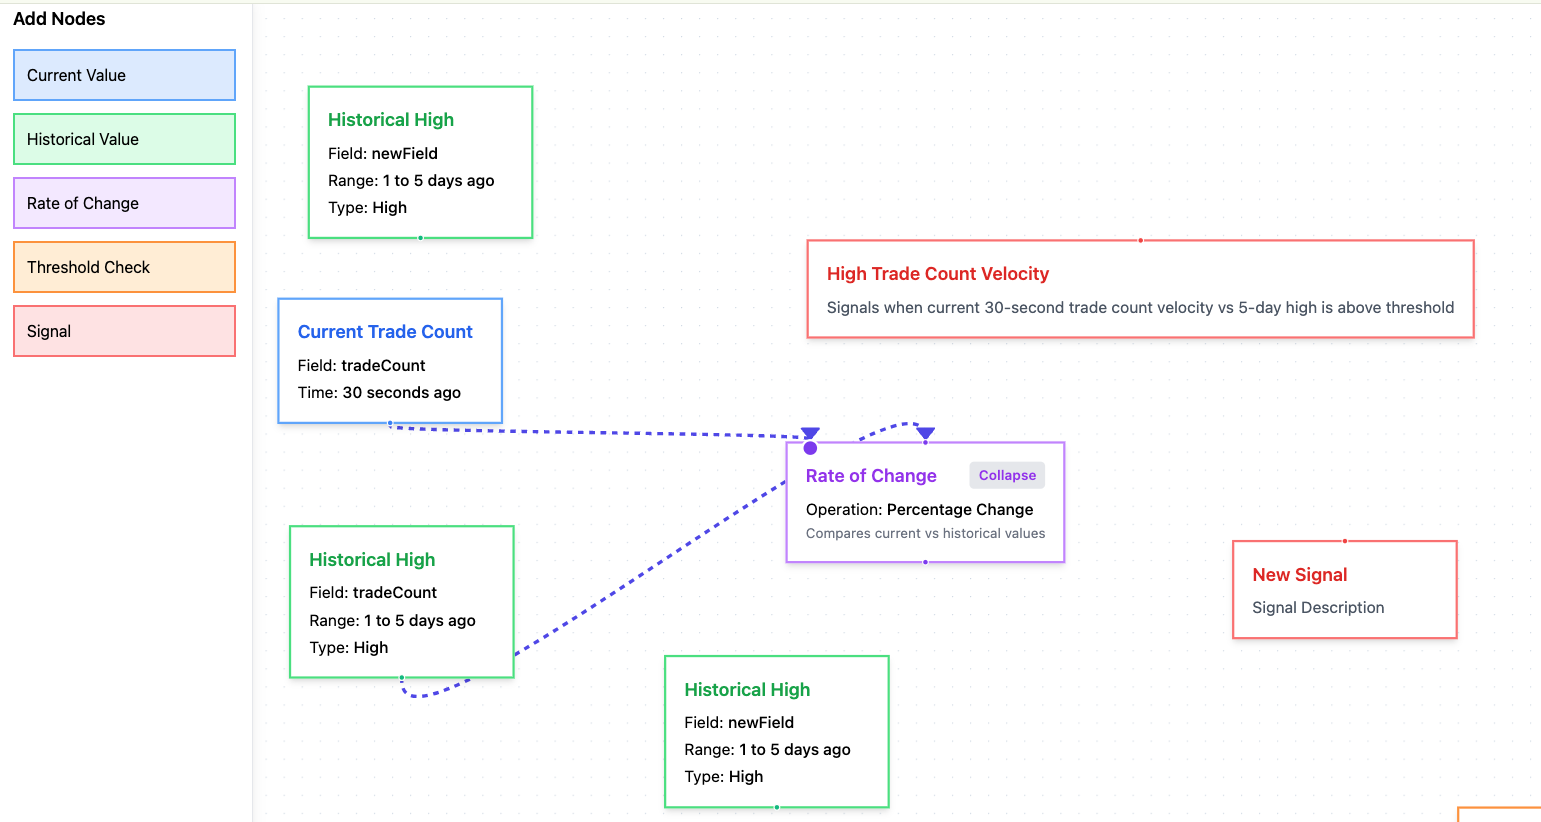 Add Nodes
Current Value
Historical Value
Rate of Change
Threshold Check
Signal
Historical High
Field: newField
Range: 1 to 5 days ago
Type: High
High Trade Count Velocity
Signals when current 30-second trade count velocity vs 5-day high is above threshold
Current Trade Count
Field: tradeCount
Time: 30 seconds ago
Rate of Change
Collapse
Operation: Percentage Change
Compares current vs historical values
Historical High
Field: tradeCount
Range: 1 to 5 days ago
Type: High
New Signal
Signal Description
Historical High
Field: newField
Range: 1 to 5 days ago
Type: High